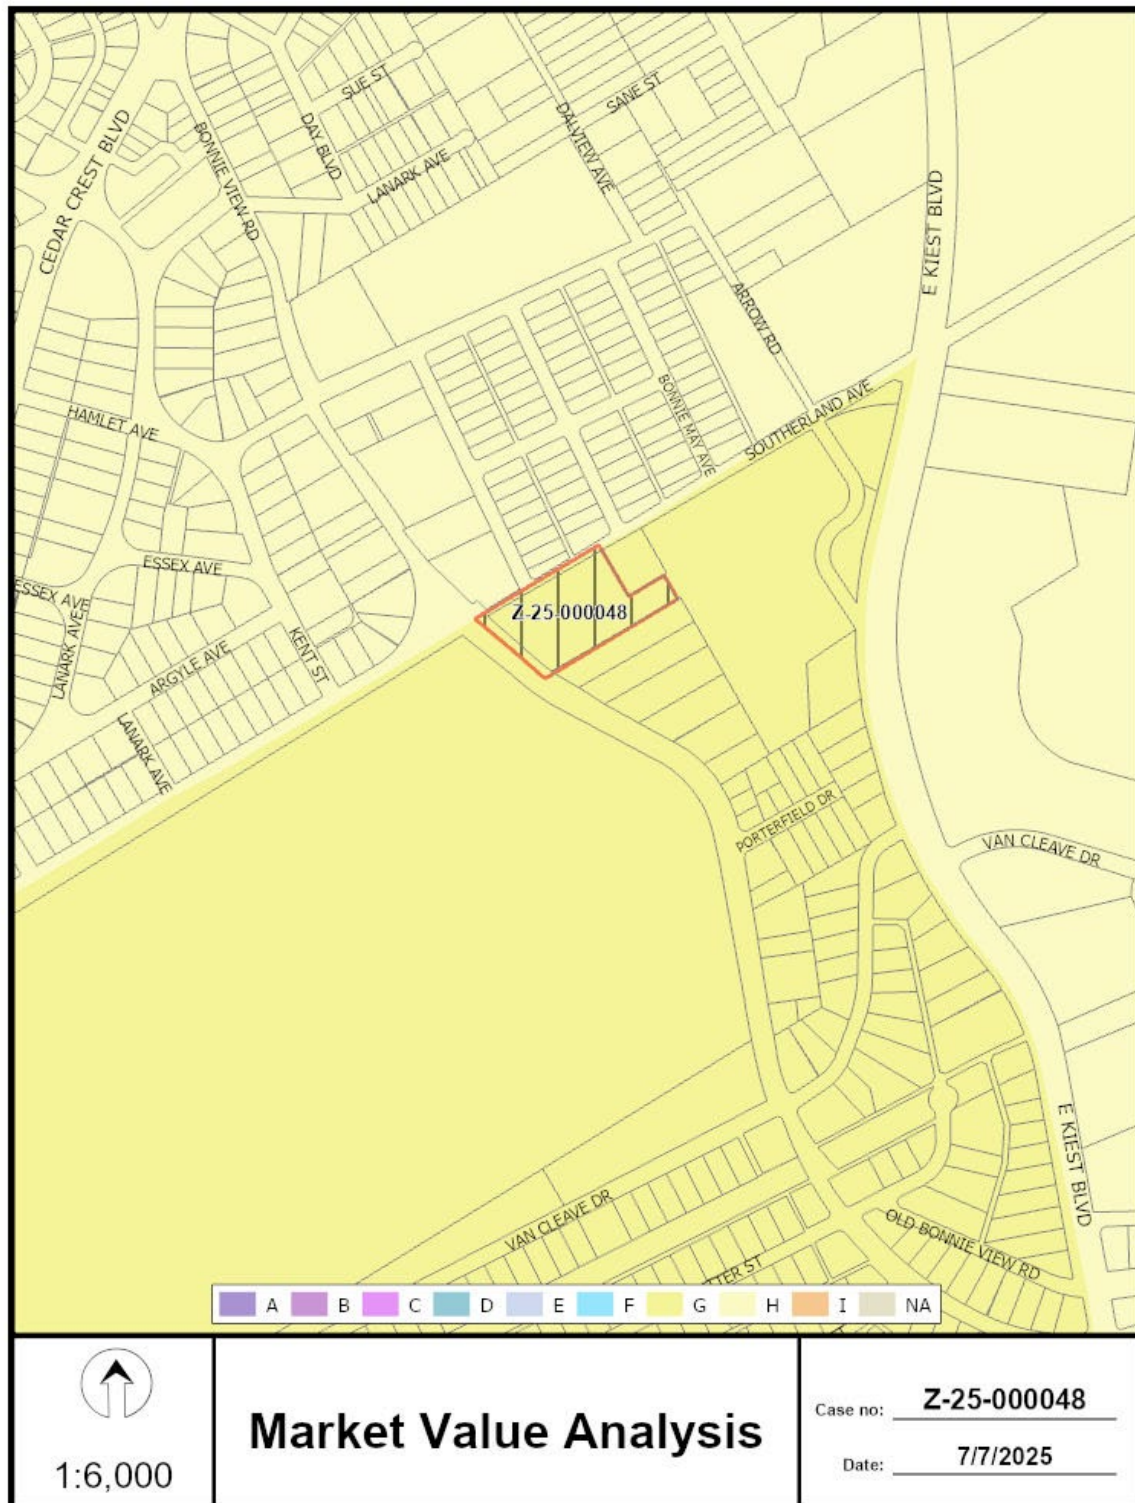 SUE ST
SANE ST
DAY BLVD
DALVIEW AVE
CEDAR CREST BLVD
BONNIE VIEW RD
LANARK AVE
E KIEST BLVD
ARROW RD
BONNIE MAY AVE
HAMLET AVE
SOUTHERLAND AVE
ESSEX AVE
ESSEX AVE
Z-25-000048
LANARK AVE
ARGYLE AVE
KENT ST
LANARK AVE
PORTERFIELD DR
VAN CLEAVE DR
E KIEST BLVD
VAN CLEAVE DR
OLD BONNIE VIEW RD
TTER ST
A B C D E F G H I NA
1:6,000
Market Value Analysis
Case no: Z-25-000048
Date: 7/7/2025